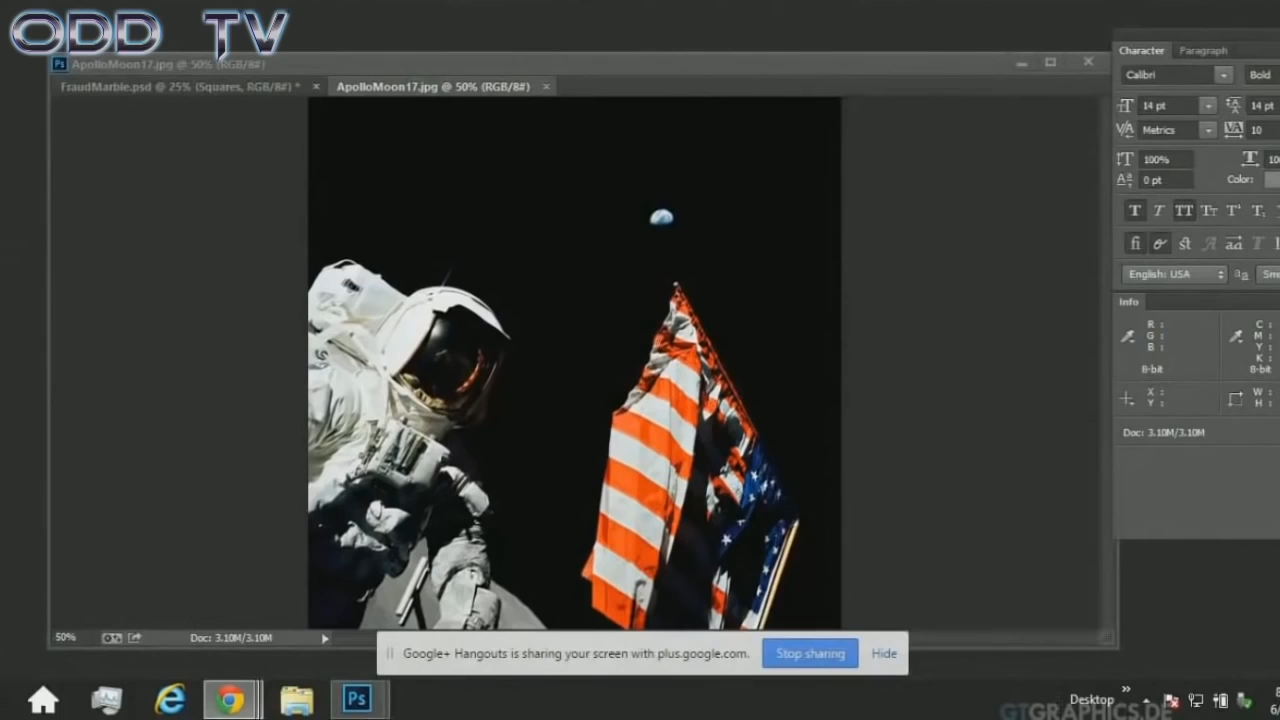 ODD TV
Ps ApolloMoon17.jpg @ 50% (RGB/8#)
FraudMarble.psd @ 25% (Squares, RGB/8#) * ×
ApolloMoon17.jpg @ 50% (RGB/8#) ×
Character Paragraph
Calibri Bold
14 pt 14 pt
Metrics 10
100% 10
0 pt Color:
English: USA
Info
R:
G:
B:
8-bit
C:
M:
Y:
K:
8-bit
X:
Y:
W:
H:
Doc: 3.10M/3.10M
50% Doc: 3.10M/3.10M
Google+ Hangouts is sharing your screen with plus.google.com. Stop sharing Hide
Ps
Desktop
GTGRAPHICS.DE